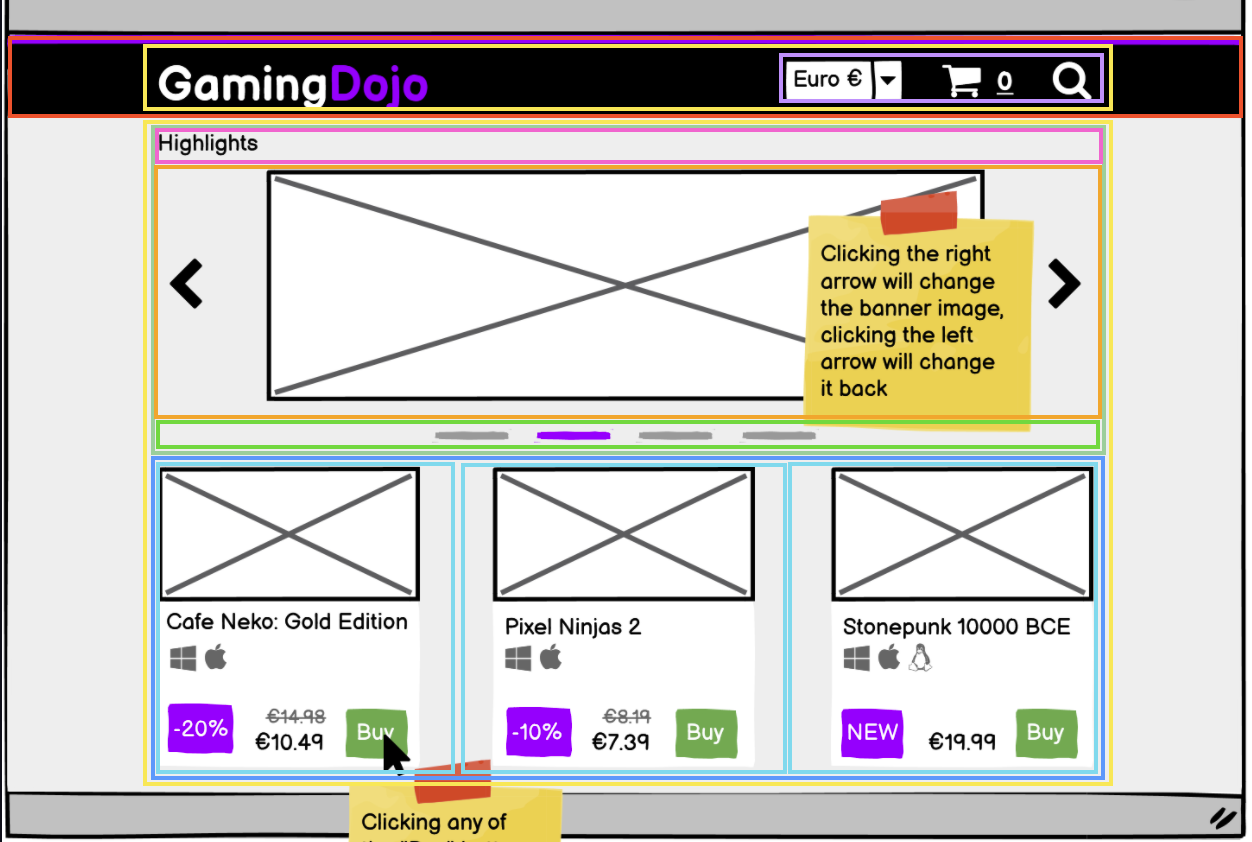 GamingDojo
Euro €
0
Highlights
Clicking the right
arrow will change
the banner image,
clicking the left
arrow will change
it back
Cafe Neko: Gold Edition
-20%
€14.98
€10.49
Buy
Pixel Ninjas 2
-10%
€8.19
€7.39
Buy
Stonepunk 10000 BCE
NEW
€19.99
Buy
Clicking any of